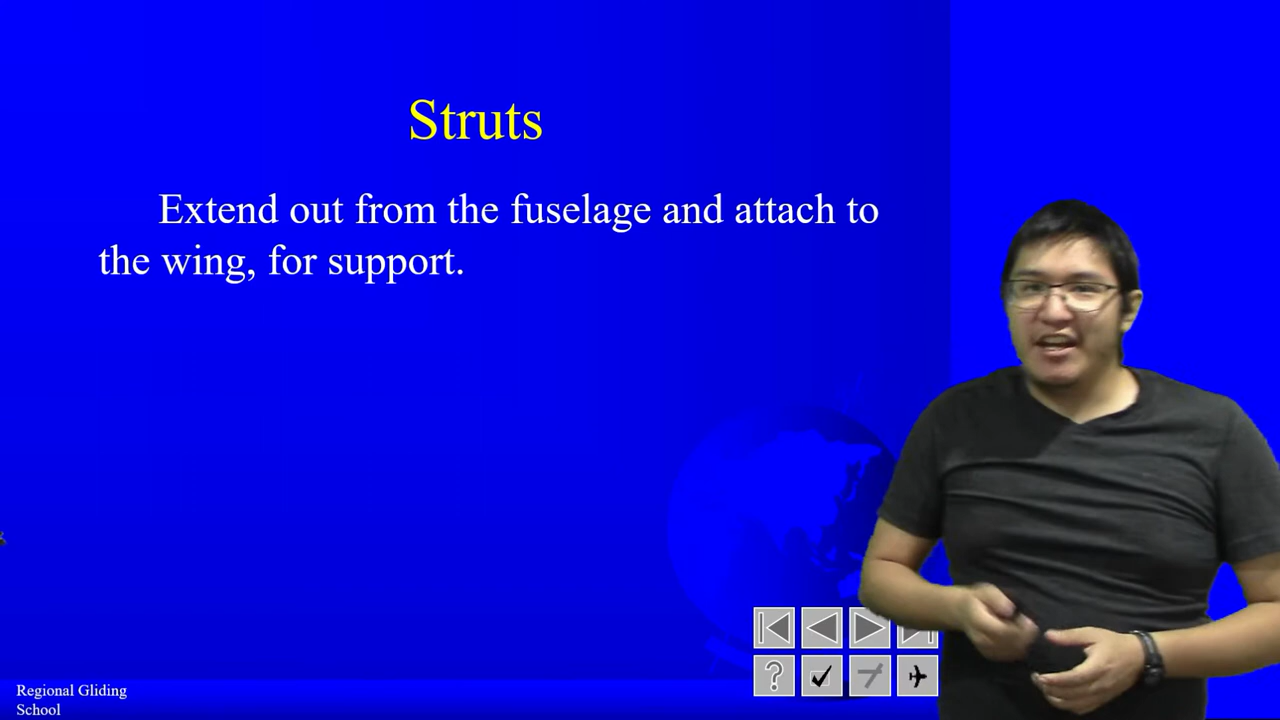 Struts
Extend out from the fuselage and attach to
the wing, for support.
Regional Gliding
School